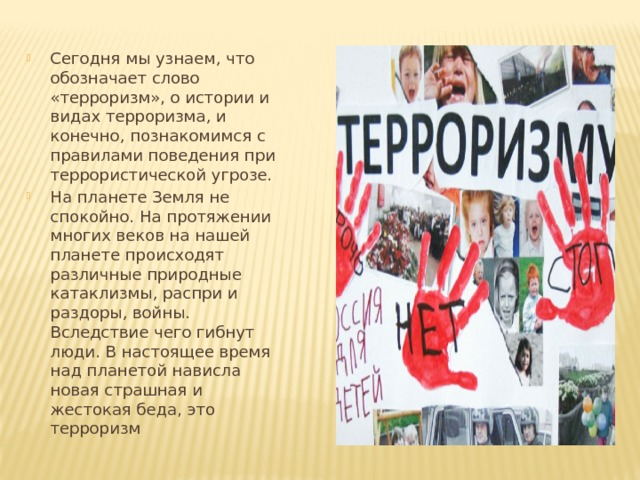 Сегодня мы узнаем, что
обозначает слово
«терроризм», о истории и
видах терроризма, и
конечно, познакомимся с
правилами поведения при
террористической угрозе.
На планете Земля не
спокойно. На протяжении
многих веков на нашей
планете происходят
различные природные
катаклизмы, распри и
раздоры, войны.
Вследствие чего гибнут
люди. В настоящее время
над планетой нависла
новая страшная и
жестокая беда, это
терроризм
ТЕРРОРИЗМУ
СТОП
НЕТ
ОССИЯ
ДЛЯ
ДЕТЕЙ